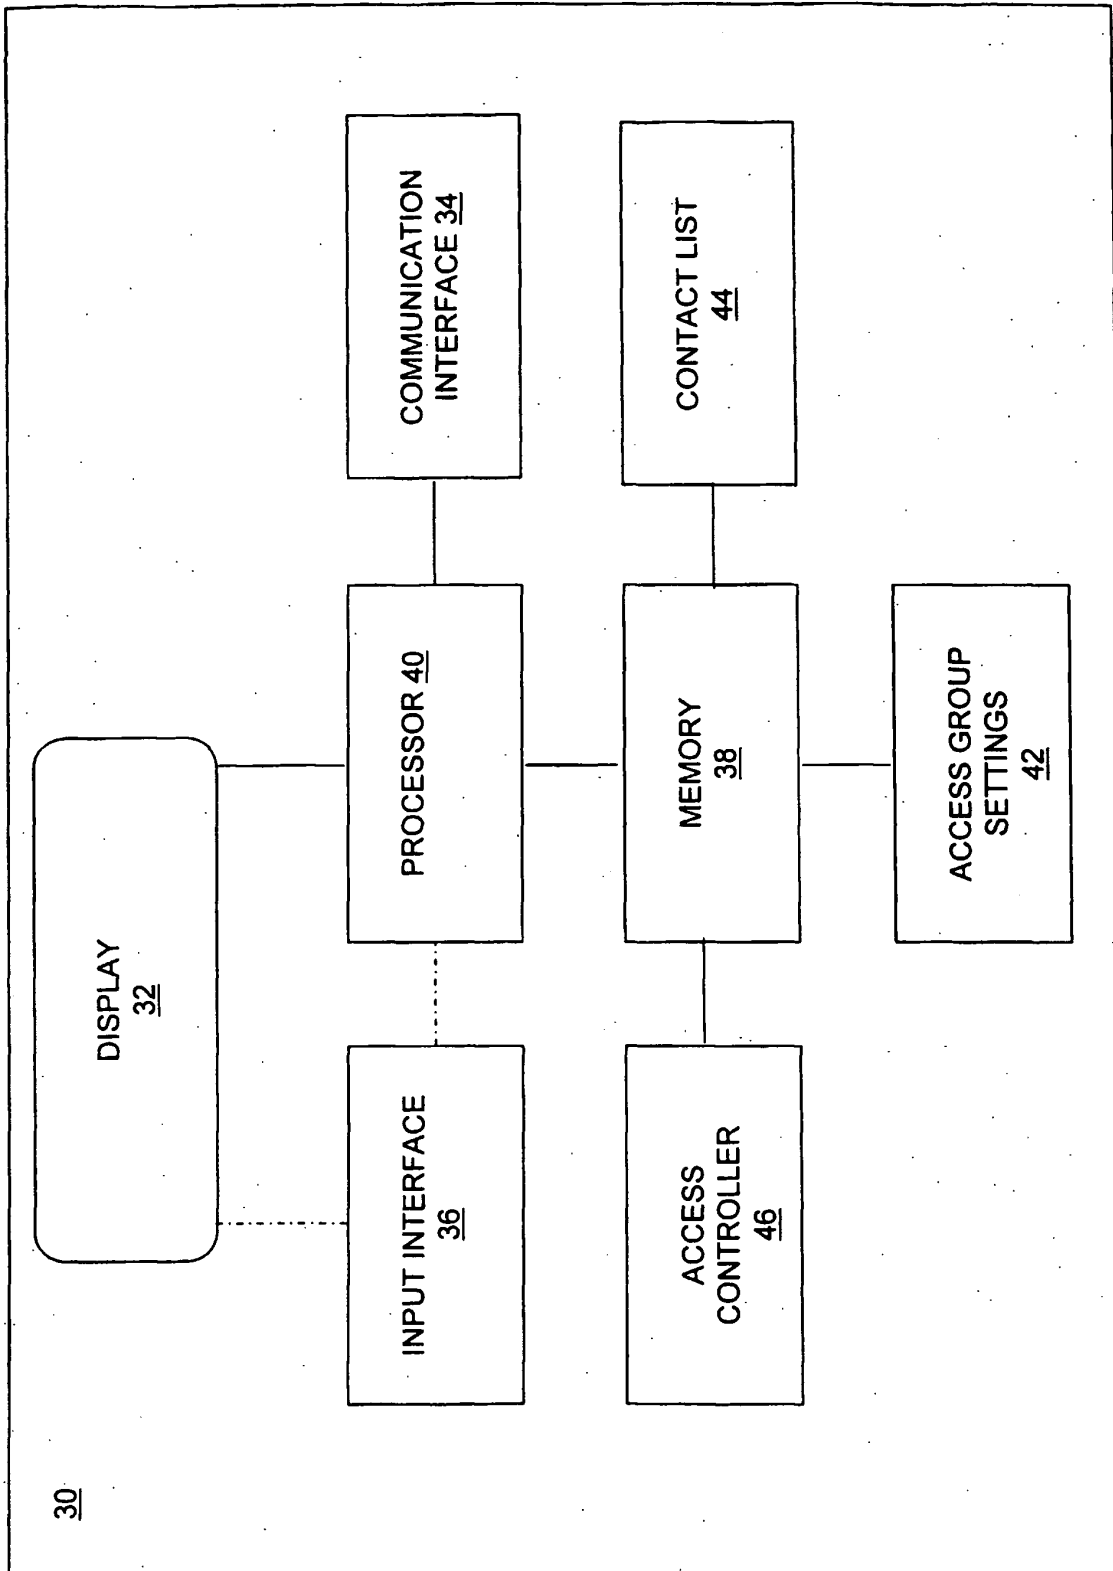 30
DISPLAY
32
INPUT INTERFACE
36
PROCESSOR 40
COMMUNICATION
INTERFACE 34
ACCESS
CONTROLLER
46
MEMORY
38
CONTACT LIST
44
ACCESS GROUP
SETTINGS
42